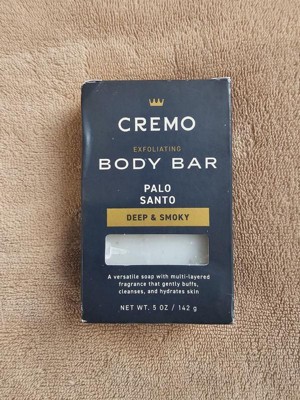 CREMO
EXFOLIATING
BODY BAR
PALO
SANTO
DEEP & SMOKY
A versatile soap with multi-layered
fragrance that gently buffs,
cleanses, and hydrates skin
NET WT. 5 OZ / 142 g